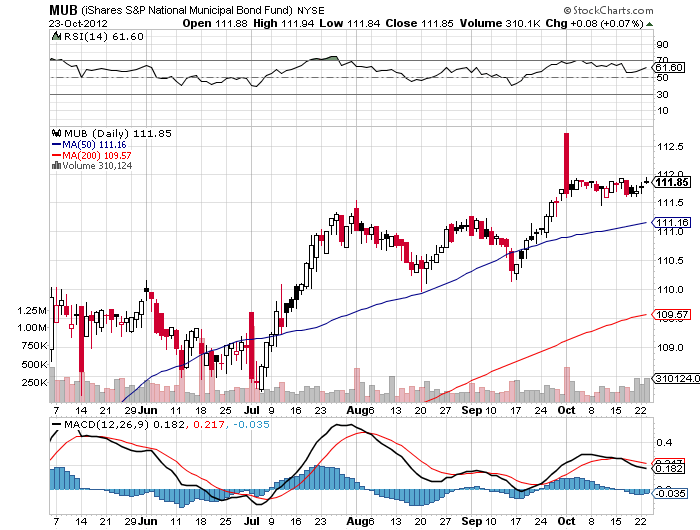 MUB (iShares S&P National Municipal Bond Fund) NYSE
© StockCharts.com
23-Oct-2012
Open 111.88 High 111.94 Low 111.84 Close 111.85 Volume 310.1K Chg +0.08 (+0.07%)
RSI(14) 61.60
90
70
61.60
50
30
10
MUB (Daily) 111.85
MA(50) 111.16
MA(200) 109.57
Volume 310,124
112.5
112.0
111.85
111.5
111.16
111.0
110.5
110.0
109.57
109.0
310124.0
1.25M
1.00M
750K
500K
250K
7 14 21 29 Jun 11 18 25 Jul 9 16 23 Aug 6 13 20 27 Sep 10 17 24 Oct 8 15 22
MACD(12,26,9) 0.182, 0.217, -0.035
0.4
0.217
0.182
0.0
-0.035
7 14 21 29 Jun 11 18 25 Jul 9 16 23 Aug 6 13 20 27 Sep 10 17 24 Oct 8 15 22